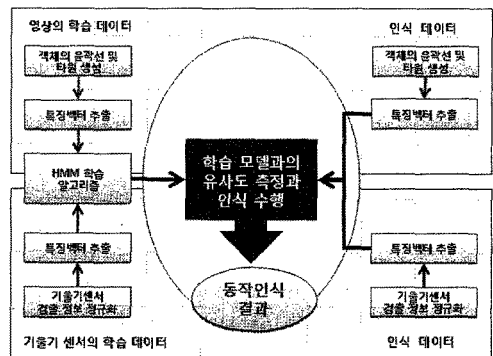 영상의 학습 데이터
객체의 윤곽선 및
타원 생성
특징벡터 추출
HMM 학습
알고리즘
특징벡터 추출
기울기센서
검출 정보 정규화
기울기 센서의 학습 데이터
학습 모델과의
유사도 측정과
인식 수행
동작인식
결과
인식 데이터
객체의 윤곽선 및
타원 생성
특징벡터 추출
특징벡터 추출
기울기센서
검출 정보 정규화
인식 데이터